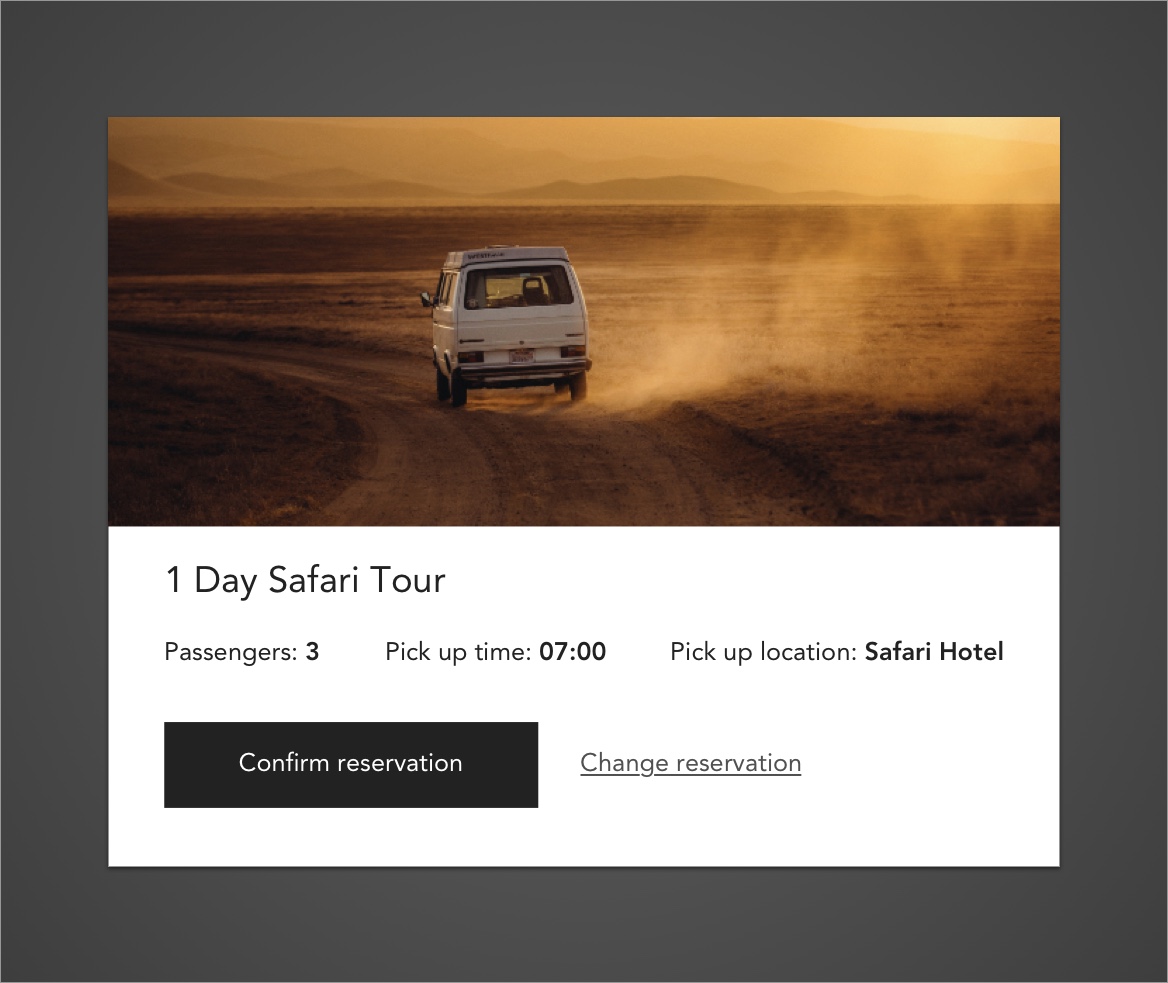 1 Day Safari Tour
Passengers: 3 Pick up time: 07:00 Pick up location: Safari Hotel
Confirm reservation Change reservation